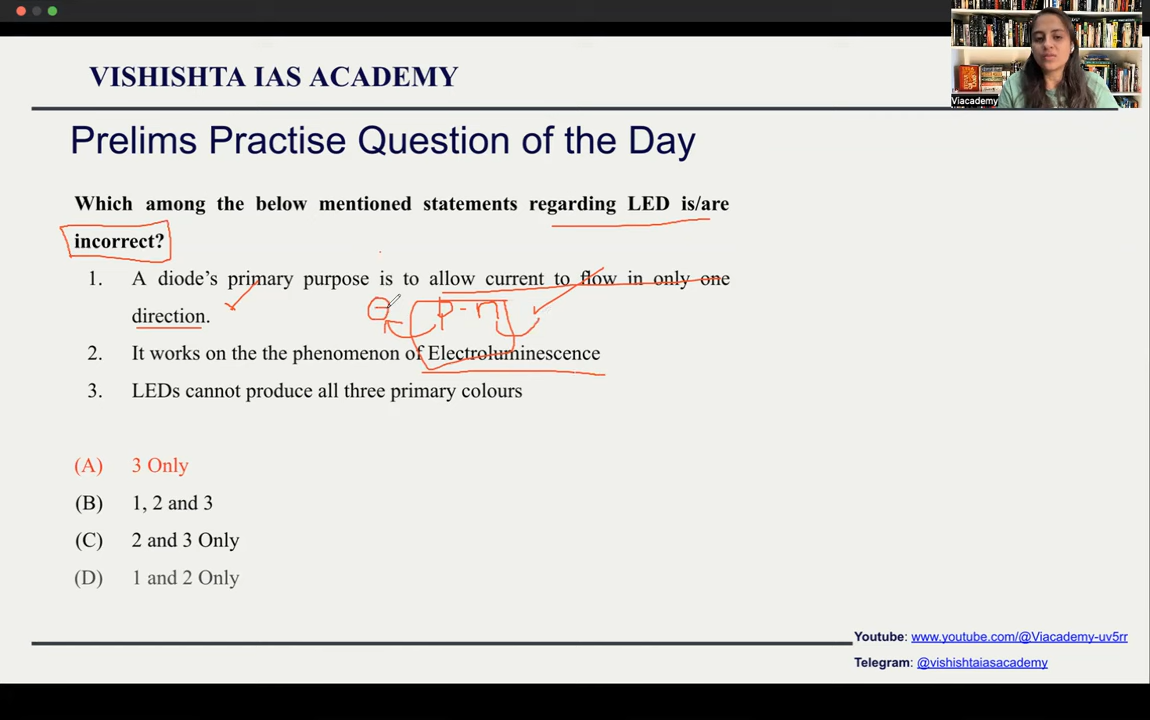 Viacademy
VISHISHTA IAS ACADEMY
Prelims Practise Question of the Day
Which among the below mentioned statements regarding LED is/are
incorrect?
1. A diode's primary purpose is to allow current to flow in only one
direction.
p - n
2. It works on the the phenomenon of Electroluminescence
3. LEDs cannot produce all three primary colours
(A) 3 Only
(B) 1, 2 and 3
(C) 2 and 3 Only
(D) 1 and 2 Only
Youtube: www.youtube.com/@Viacademy-uv5rr
Telegram: @vishishtaiasacademy